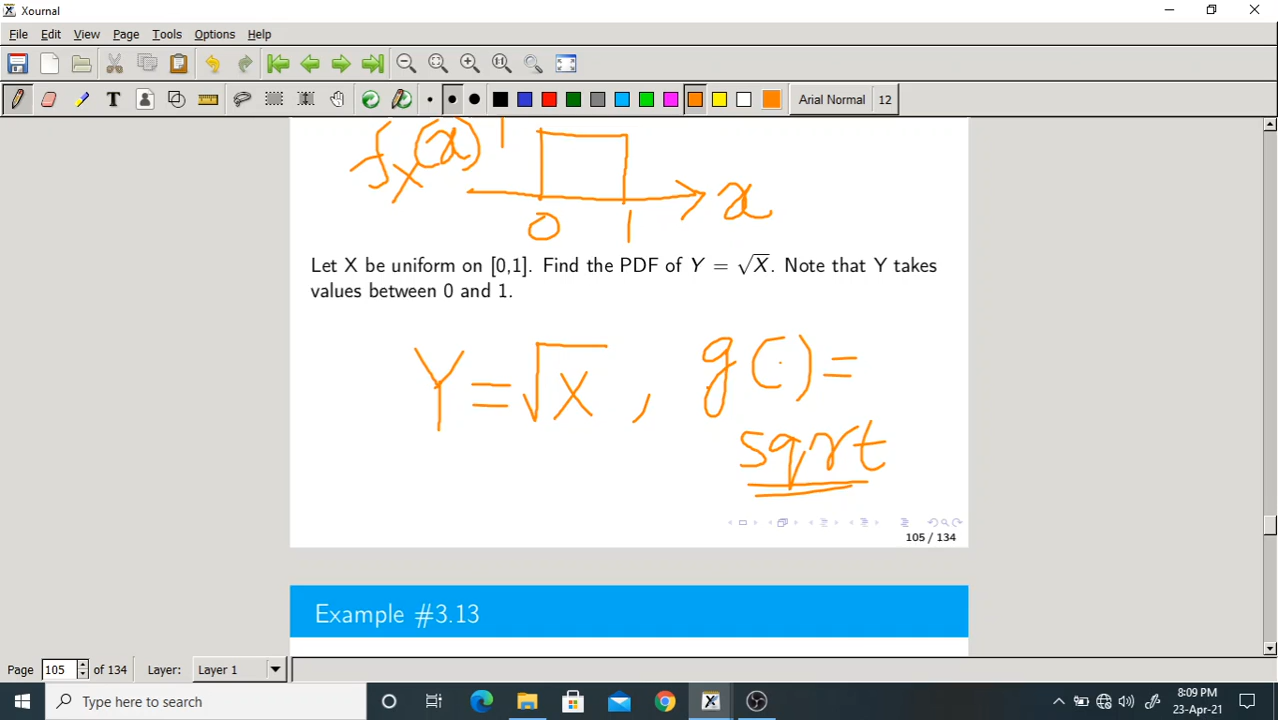 Xournal
File Edit View Page Tools Options Help
Arial Normal 12
f_X(x) 1
x
0 1
Let X be uniform on [0,1]. Find the PDF of Y = √X. Note that Y takes
values between 0 and 1.
Y = √X , g(·) =
sqrt
105 / 134
Example #3.13
Page 105 of 134 Layer: Layer 1
Type here to search
8:09 PM
23-Apr-21